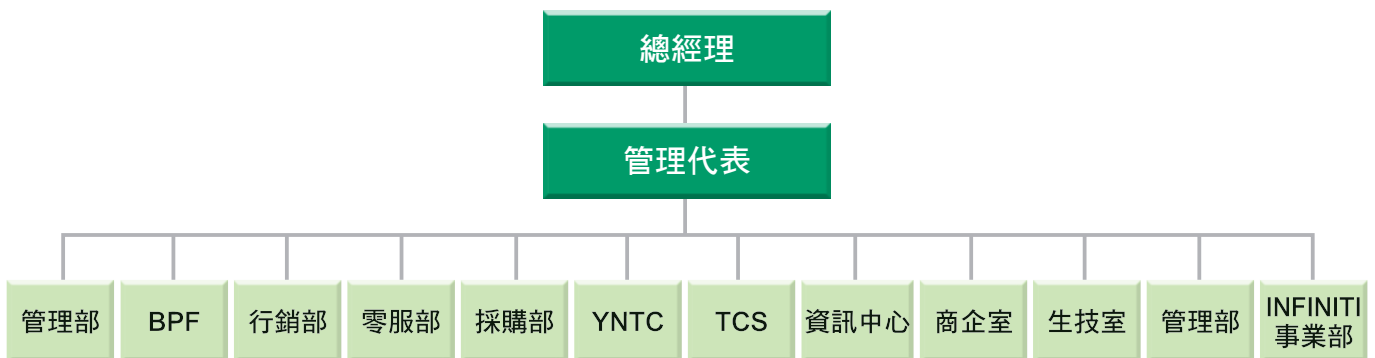 總經理
管理代表
管理部
BPF
行銷部
零服部
採購部
YNTC
TCS
資訊中心
商企室
生技室
管理部
INFINITI
事業部